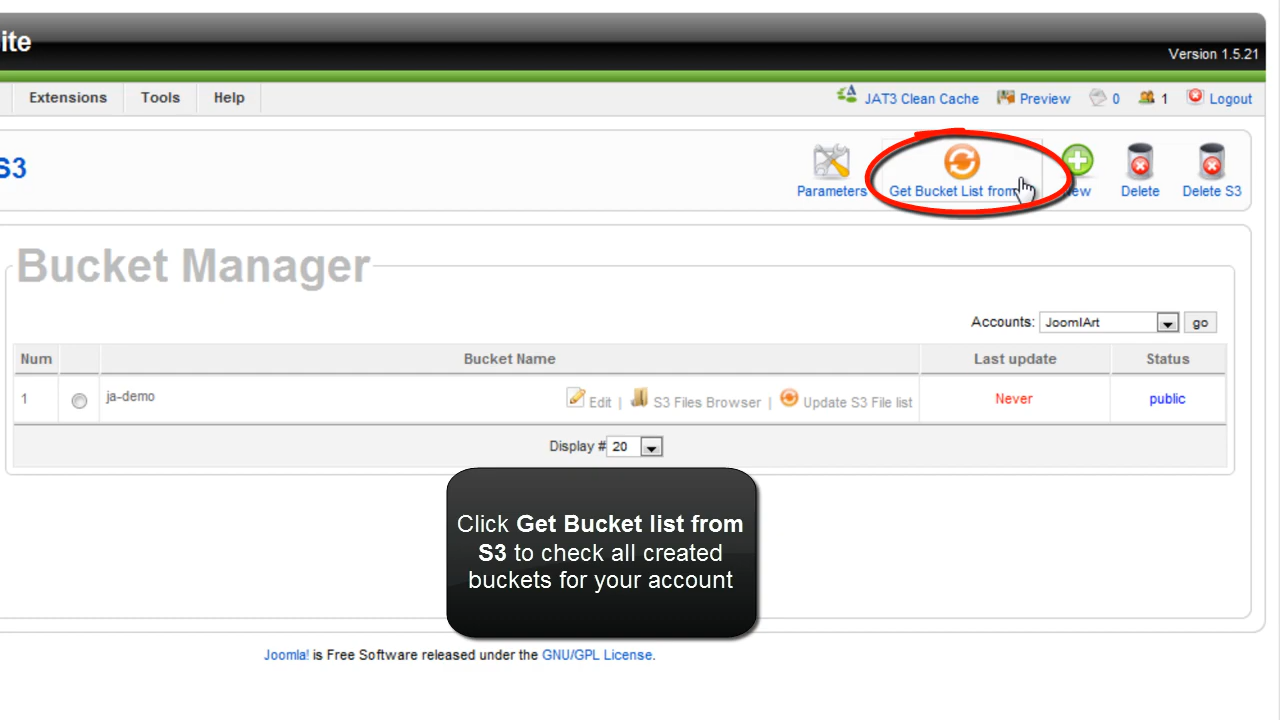 ite
Version 1.5.21
Extensions Tools Help JAT3 Clean Cache Preview 0 1 Logout
S3
Parameters Get Bucket List from Delete Delete S3
Bucket Manager
Accounts: JoomlArt go
Num Bucket Name Last update Status
1 ja-demo Edit | S3 Files Browser | Update S3 File list Never public
Display # 20
Click Get Bucket list from
S3 to check all created
buckets for your account
Joomla! is Free Software released under the GNU/GPL License.